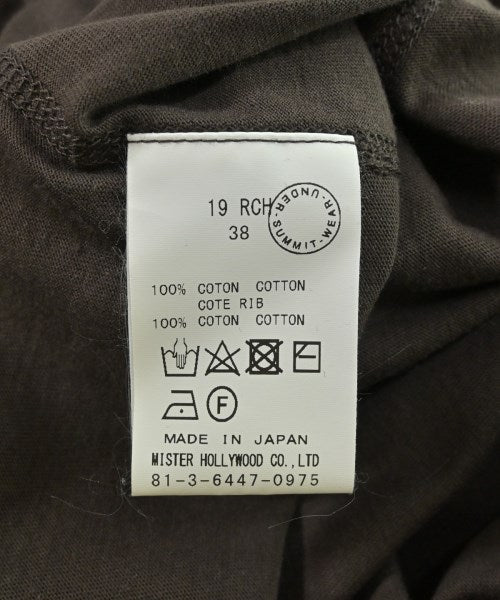 19 RCH
38
UNDER-SUMMIT-WEAR-
100% COTON COTTON
COTE RIB
100% COTON COTTON
F
MADE IN JAPAN
MISTER HOLLYWOOD CO.,LTD
81-3-6447-0975